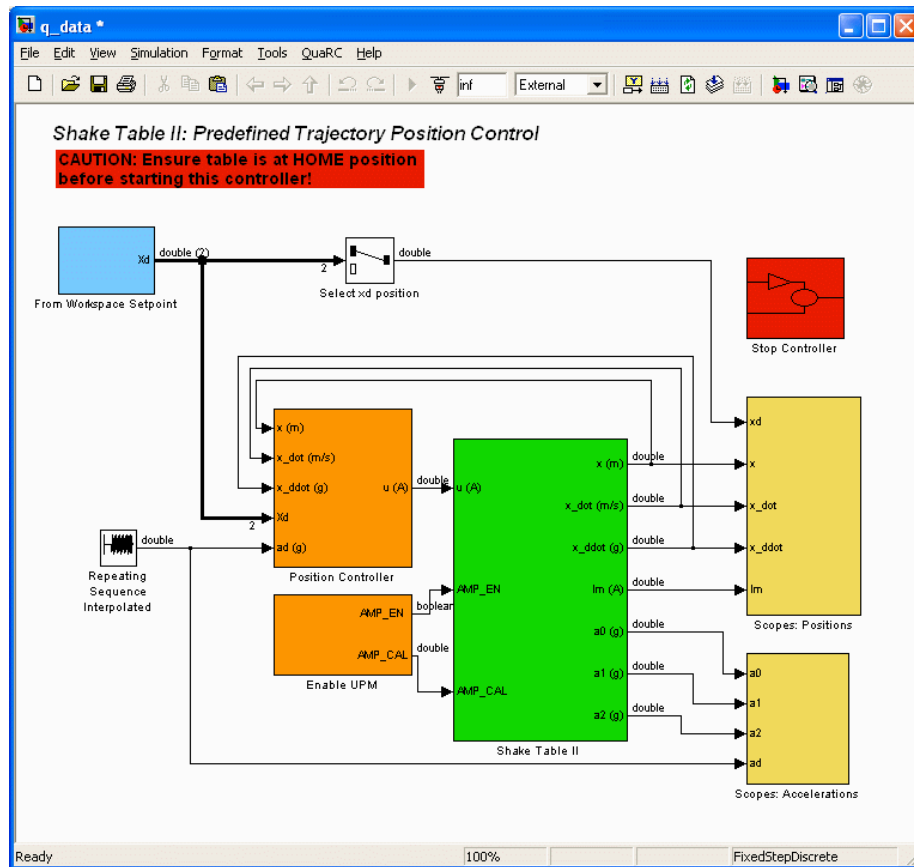 q_data *
File Edit View Simulation Format Tools QuaRC Help
inf External
Shake Table II: Predefined Trajectory Position Control
CAUTION: Ensure table is at HOME position
before starting this controller!
Xd
double (2)
From Workspace Setpoint
2
double
Select xd position
Stop Controller
x (m)
x_dot (m/s)
x_ddot (g)
Xd
2
ad (g)
u (A)
double
Position Controller
double
Repeating
Sequence
Interpolated
AMP_EN
boolean
AMP_CAL
double
Enable UPM
u (A)
AMP_EN
AMP_CAL
x (m)
double
x_dot (m/s)
double
x_ddot (g)
double
Im (A)
double
a0 (g)
double
a1 (g)
double
a2 (g)
double
Shake Table II
xd
x
x_dot
x_ddot
Im
Scopes: Positions
a0
a1
a2
ad
Scopes: Accelerations
Ready
100%
FixedStepDiscrete